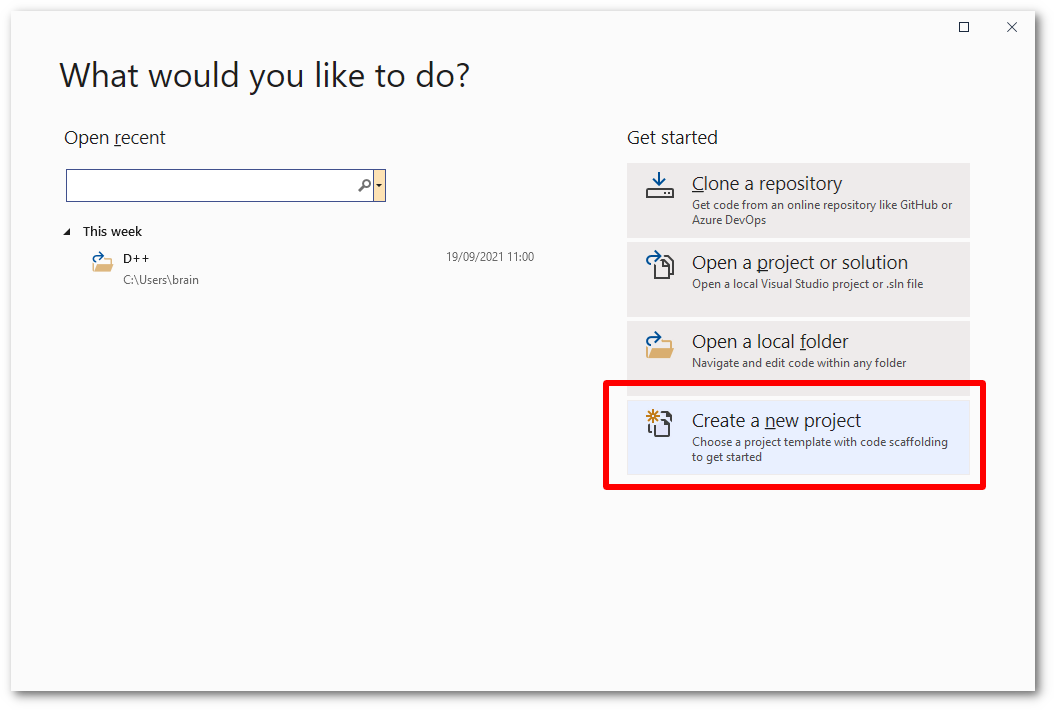 What would you like to do?
Open recent
This week
D++
19/09/2021 11:00
C:\Users\brain
Get started
Clone a repository
Get code from an online repository like GitHub or
Azure DevOps
Open a project or solution
Open a local Visual Studio project or .sln file
Open a local folder
Navigate and edit code within any folder
Create a new project
Choose a project template with code scaffolding
to get started